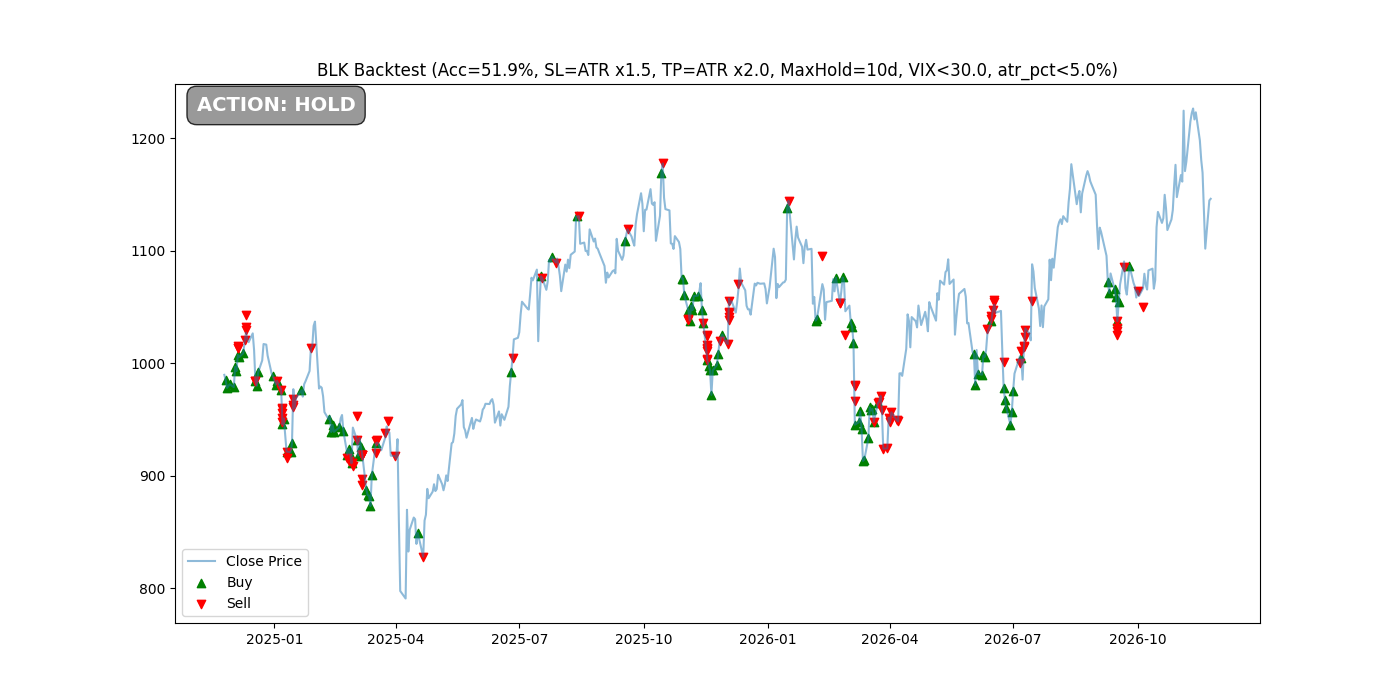 BLK Backtest (Acc=51.9%, SL=ATR x1.5, TP=ATR x2.0, MaxHold=10d, VIX<30.0, atr_pct<5.0%)
ACTION: HOLD
1200
1100
1000
900
800
Close Price
Buy
Sell
2025-01 2025-04 2025-07 2025-10 2026-01 2026-04 2026-07 2026-10